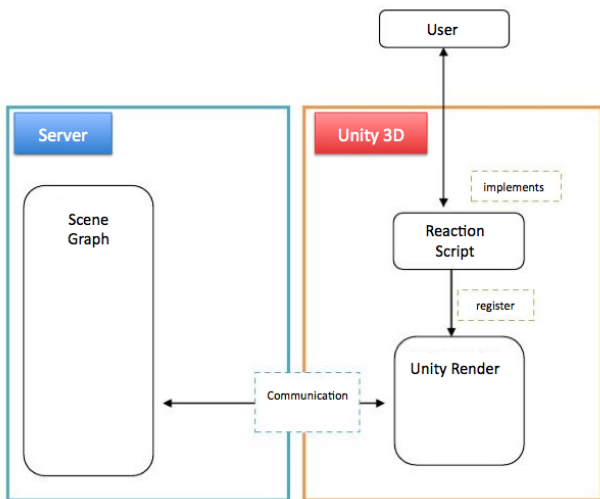 User
Server
Unity 3D
implements
Scene
Graph
Reaction
Script
register
Unity Render
Communication